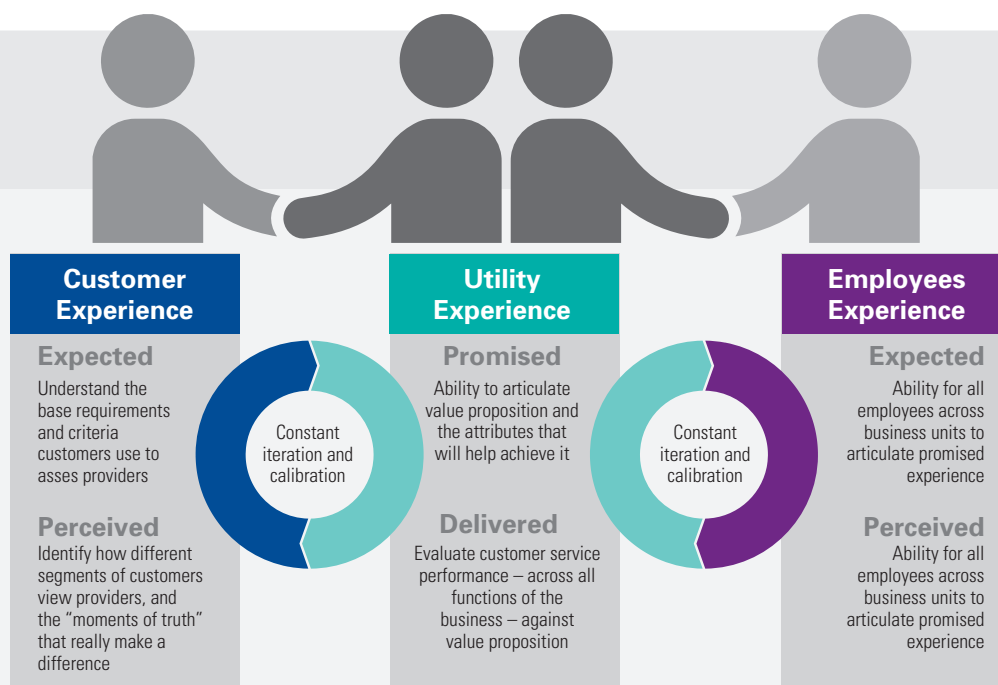 Customer
Experience
Expected
Understand the
base requirements
and criteria
customers use to
asses providers
Perceived
Identify how different
segments of customers
view providers, and
the “moments of truth”
that really make a
difference
Constant
iteration and
calibration
Utility
Experience
Promised
Ability to articulate
value proposition and
the attributes that
will help achieve it
Delivered
Evaluate customer service
performance – across all
functions of the
business – against
value proposition
Constant
iteration and
calibration
Employees
Experience
Expected
Ability for all
employees across
business units to
articulate promised
experience
Perceived
Ability for all
employees across
business units to
articulate promised
experience